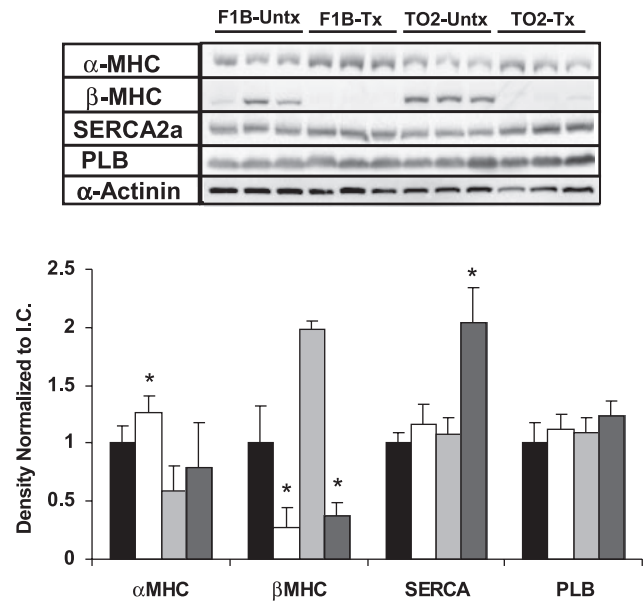 F1B-Untx F1B-Tx TO2-Untx TO2-Tx
α-MHC
β-MHC
SERCA2a
PLB
α-Actinin
Density Normalized to I.C.
2.5
2
1.5
1
0.5
0
*
*
*
*
αMHC βMHC SERCA PLB